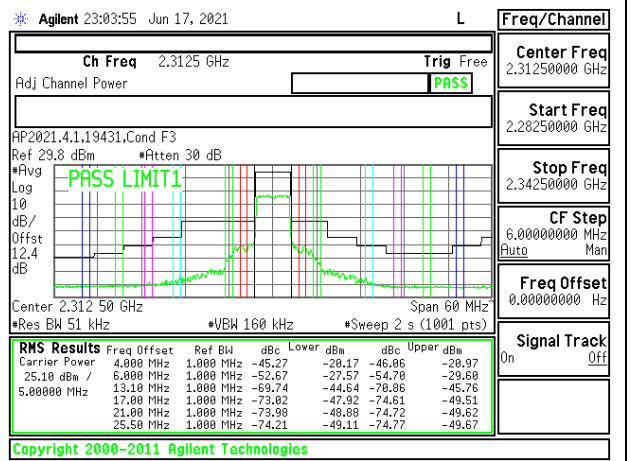 Agilent 23:03:55 Jun 17, 2021 L
Freq/Channel
Ch Freq 2.3125 GHz Trig Free
Adj Channel Power PASS
Center Freq
2.31250000 GHz
Start Freq
2.28250000 GHz
Stop Freq
2.34250000 GHz
CF Step
6.00000000 MHz
Auto Man
Freq Offset
0.00000000 Hz
Signal Track
On Off
AP2021.4.1,19431,Cond F3
Ref 29.8 dBm #Atten 30 dB
#Avg
Log
10
dB/
Offst
12.4
dB
PASS LIMIT1
Center 2.312 50 GHz Span 60 MHz^
#Res BW 51 kHz #VBW 160 kHz #Sweep 2 s (1001 pts)
RMS Results Freq Offset Ref BW dBc Lower dBm dBc Upper dBm
Carrier Power 4.000 MHz 1.000 MHz -45.27 -20.17 -46.06 -20.97
25.10 dBm / 6.000 MHz 1.000 MHz -52.67 -27.57 -54.70 -29.60
5.00000 MHz 13.10 MHz 1.000 MHz -69.74 -44.64 -70.86 -45.76
17.00 MHz 1.000 MHz -73.02 -47.92 -74.61 -49.51
21.00 MHz 1.000 MHz -73.98 -48.88 -74.72 -49.62
25.50 MHz 1.000 MHz -74.21 -49.11 -74.77 -49.67
Copyright 2000-2011 Agilent Technologies